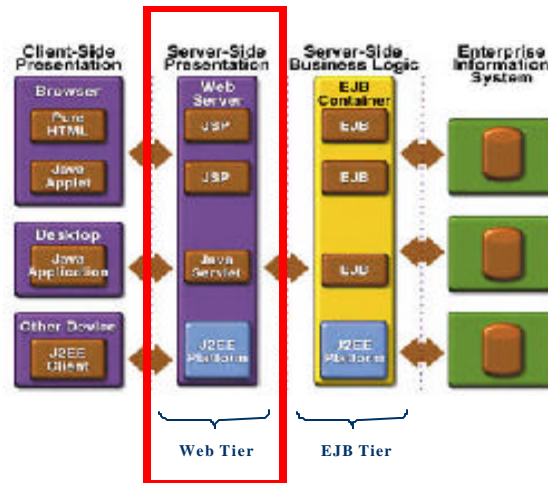 Client-Side
Presentation
Server-Side
Presentation
Server-Side
Business Logic
Enterprise
Information
System
Browser
Pure
HTML
Java
Applet
Desktop
Java
Application
Other Device
J2EE
Client
Web
Server
JSP
JSP
Java
Servlet
J2EE
Platform
EJB
Container
EJB
EJB
EJB
J2EE
Platform
Web Tier
EJB Tier